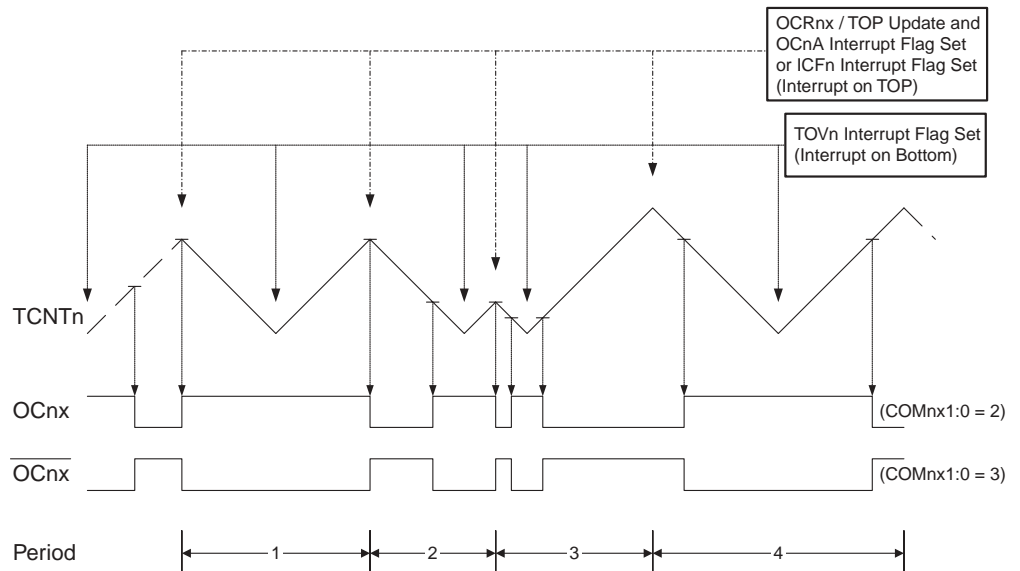 OCRnx / TOP Update and
OCnA Interrupt Flag Set
or ICFn Interrupt Flag Set
(Interrupt on TOP)
TOVn Interrupt Flag Set
(Interrupt on Bottom)
TCNTn
OCnx
(COMnx1:0 = 2)
OCnx
(COMnx1:0 = 3)
Period
1
2
3
4